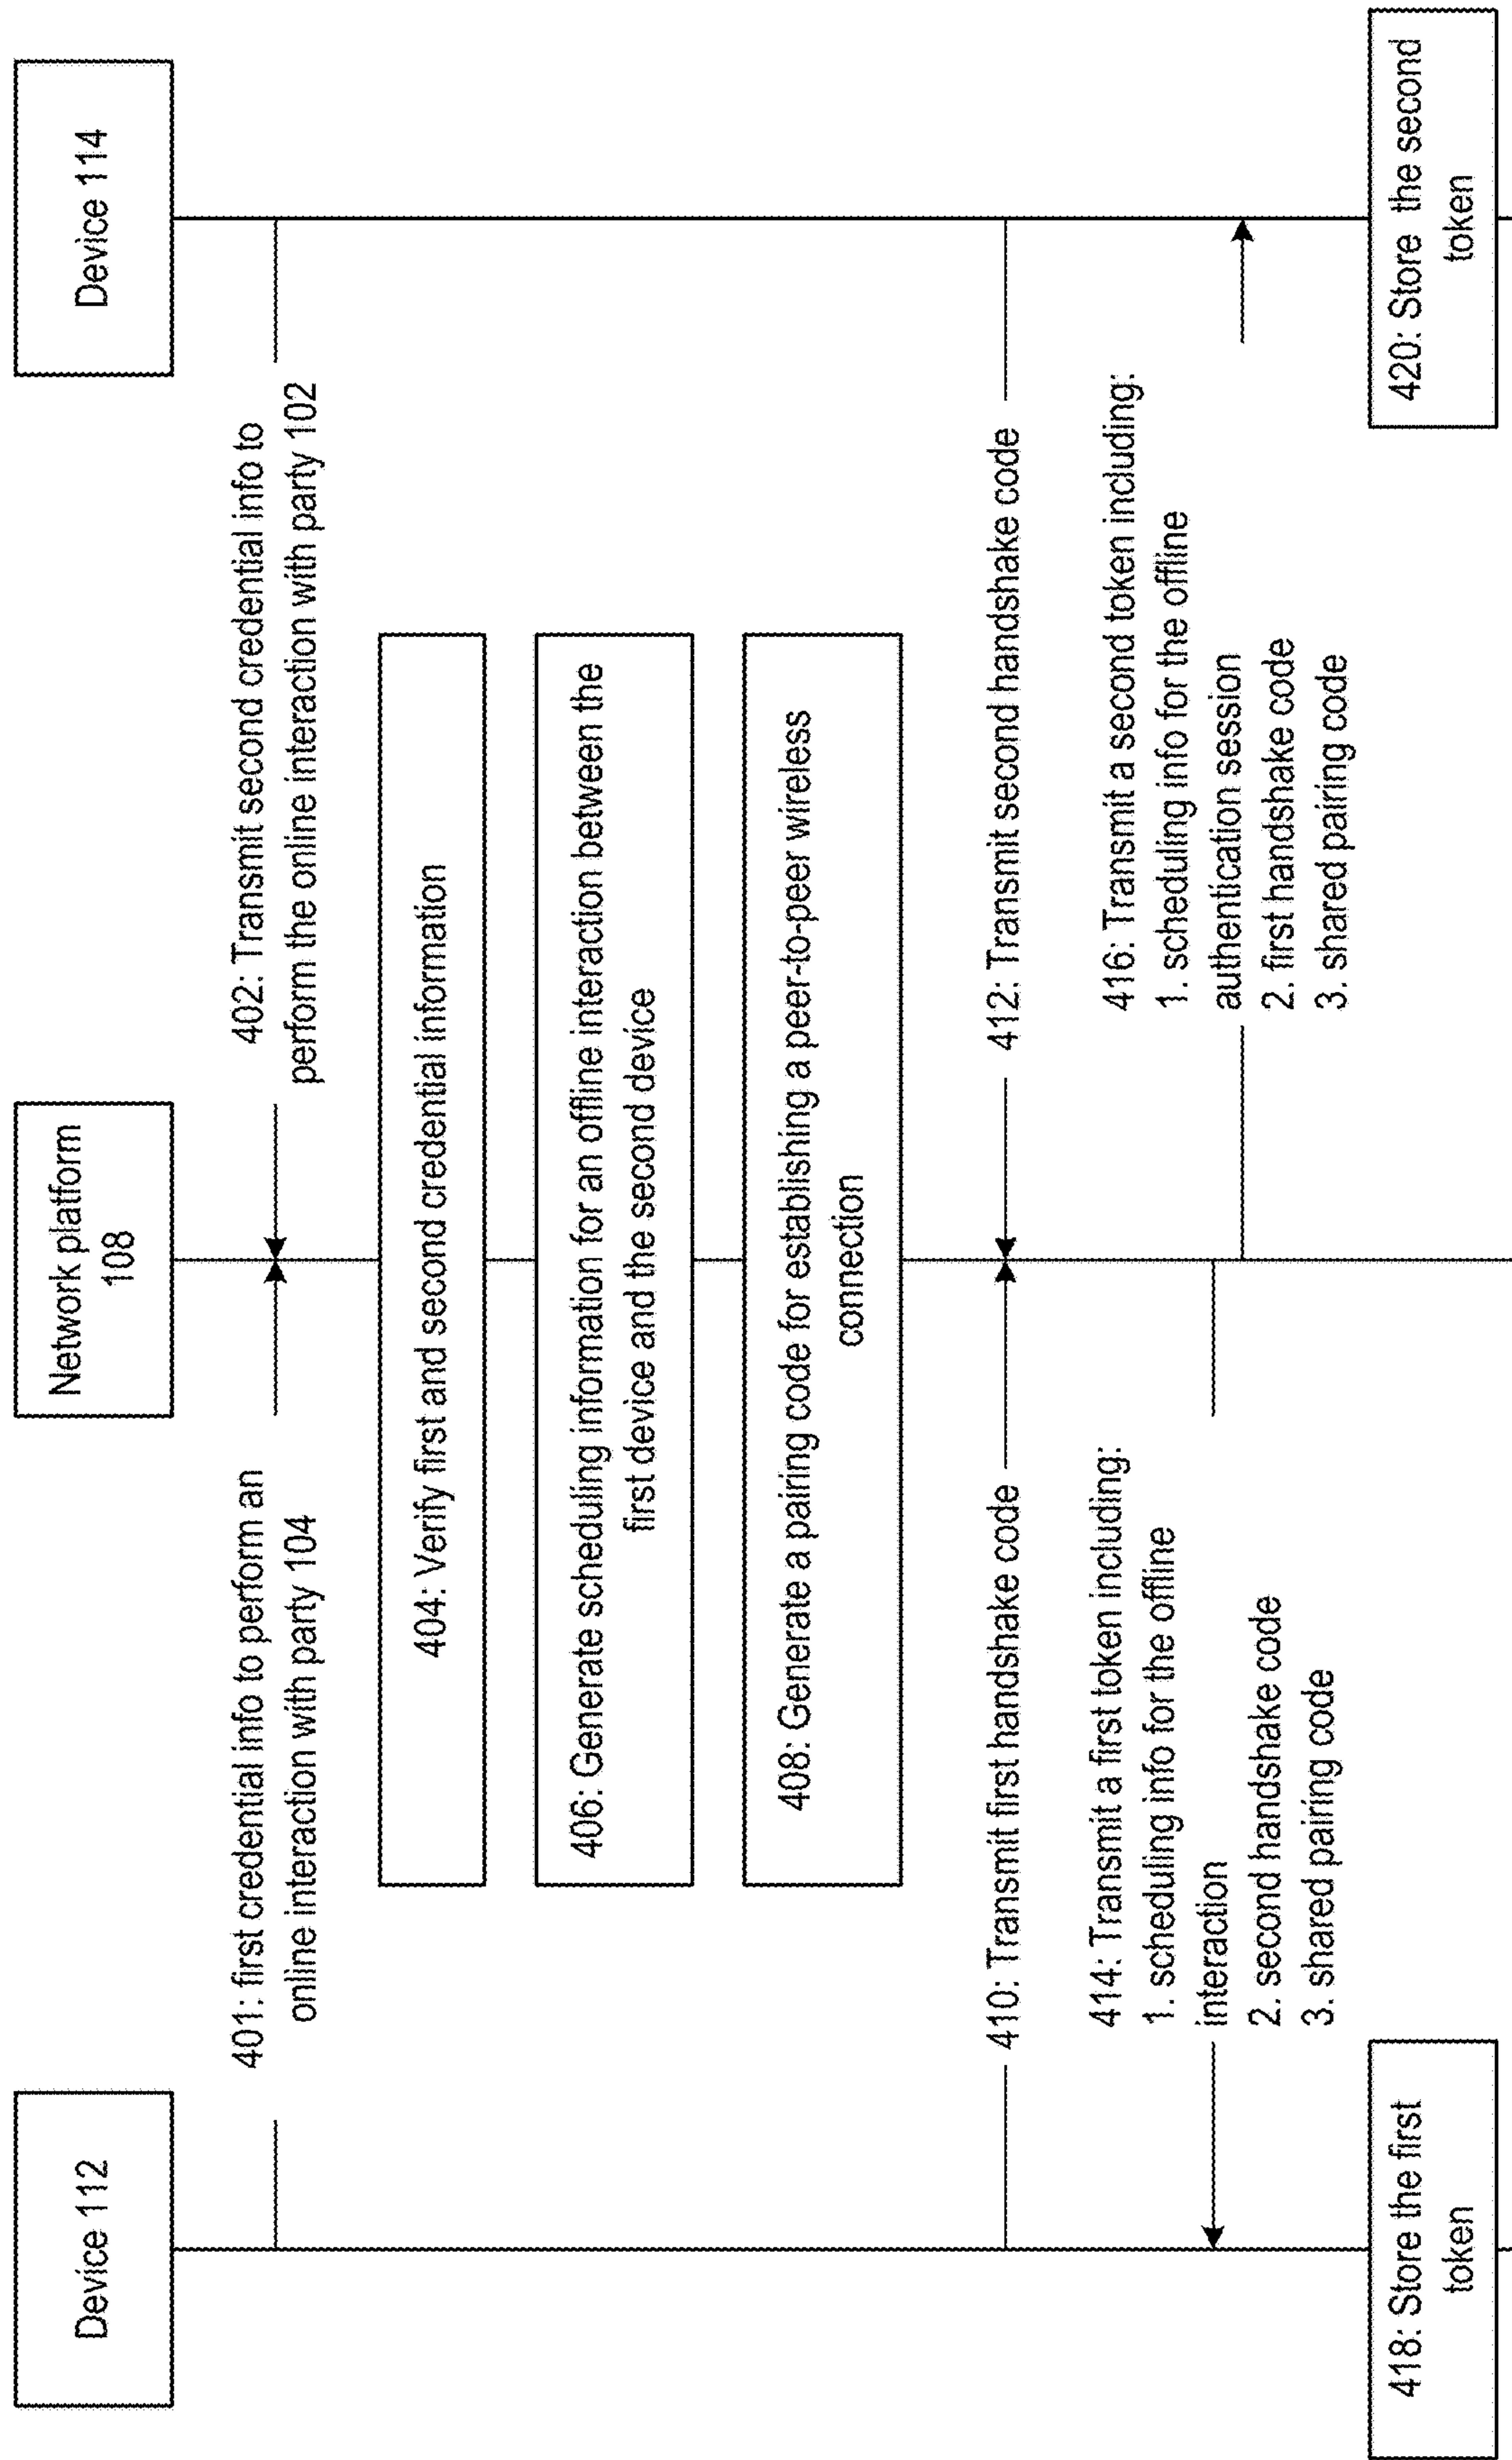 Device 112
Network platform
108
Device 114
401: first credential info to perform an
online interaction with party 104
402: Transmit second credential info to
perform the online interaction with party 102
404: Verify first and second credential information
406: Generate scheduling information for an offline interaction between the
first device and the second device
408: Generate a pairing code for establishing a peer-to-peer wireless
connection
410: Transmit first handshake code
412: Transmit second handshake code
414: Transmit a first token including:
1. scheduling info for the offline
interaction
2. second handshake code
3. shared pairing code
416: Transmit a second token including:
1. scheduling info for the offline
authentication session
2. first handshake code
3. shared pairing code
418: Store the first
token
420: Store the second
token